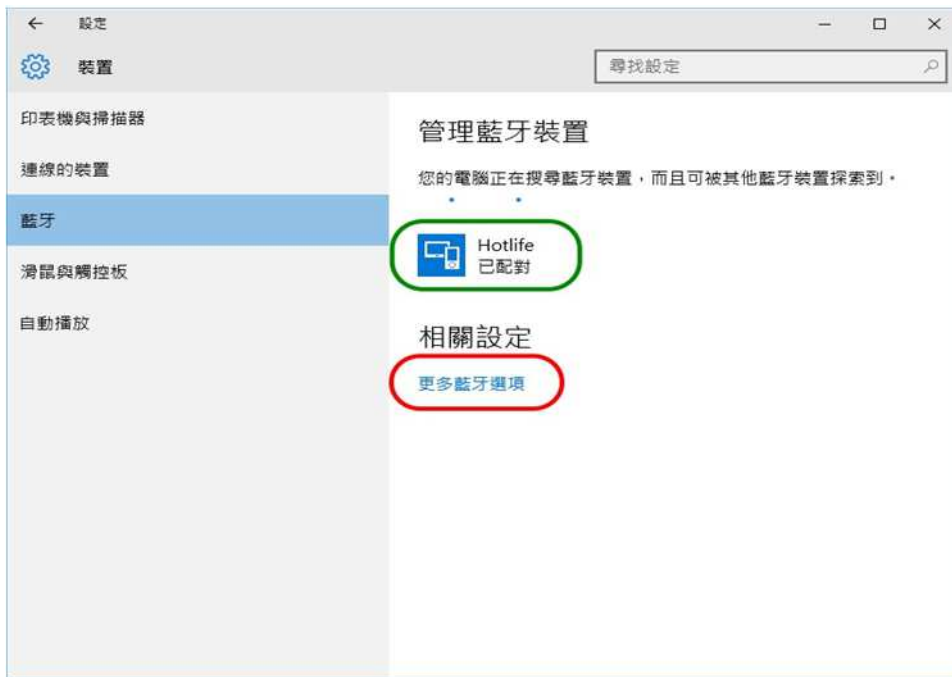 設定
裝置
尋找設定
印表機與掃描器
連線的裝置
藍牙
滑鼠與觸控板
自動播放
管理藍牙裝置
您的電腦正在搜尋藍牙裝置，而且可被其他藍牙裝置探索到。
Hotlife
已配對
相關設定
更多藍牙選項